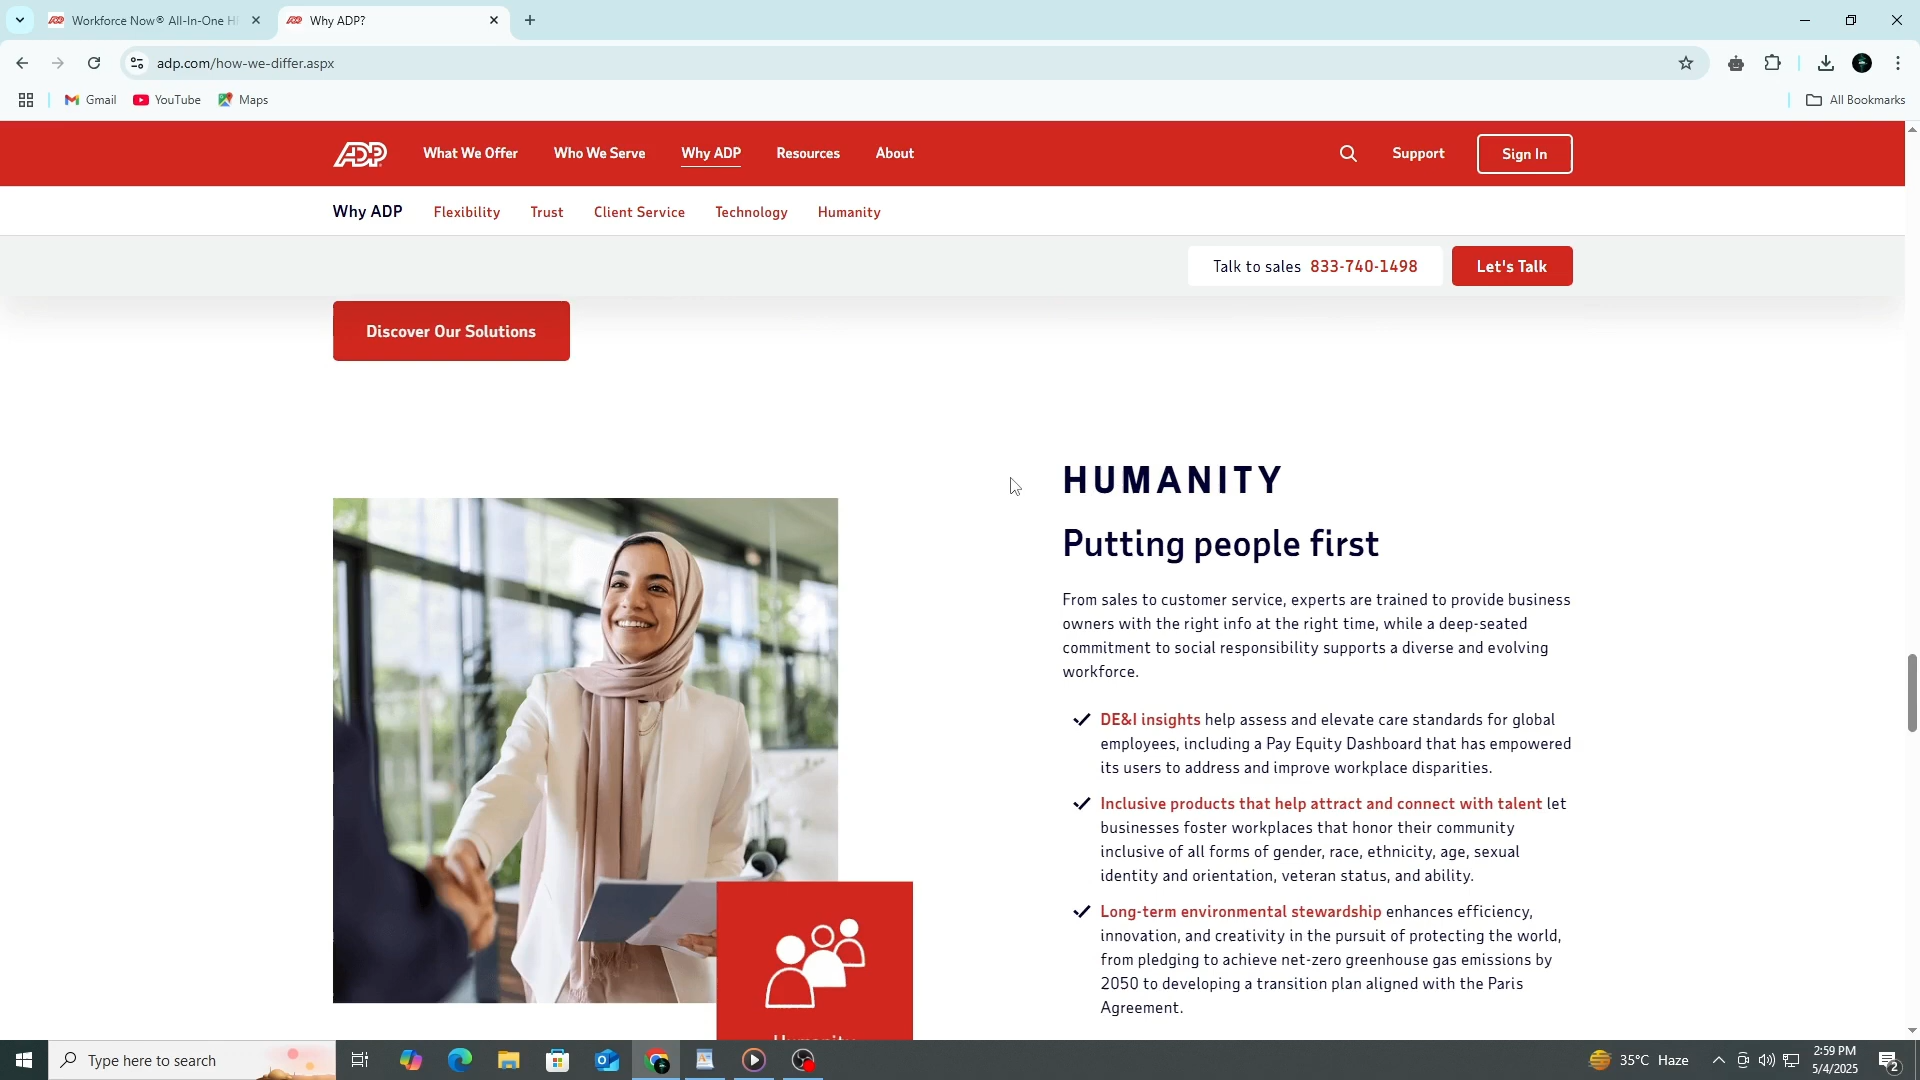 Workforce Now® All-In-One H
Why ADP?
adp.com/how-we-differ.aspx
Gmail
YouTube
Maps
All Bookmarks
ADP
What We Offer
Who We Serve
Why ADP
Resources
About
Support
Sign In
Why ADP
Flexibility
Trust
Client Service
Technology
Humanity
Talk to sales 833-740-1498
Let's Talk
Discover Our Solutions
HUMANITY
Putting people first
From sales to customer service, experts are trained to provide business
owners with the right info at the right time, while a deep-seated
commitment to social responsibility supports a diverse and evolving
workforce.
DE&I insights help assess and elevate care standards for global
employees, including a Pay Equity Dashboard that has empowered
its users to address and improve workplace disparities.
Inclusive products that help attract and connect with talent let
businesses foster workplaces that honor their community
inclusive of all forms of gender, race, ethnicity, age, sexual
identity and orientation, veteran status, and ability.
Long-term environmental stewardship enhances efficiency,
innovation, and creativity in the pursuit of protecting the world,
from pledging to achieve net-zero greenhouse gas emissions by
2050 to developing a transition plan aligned with the Paris
Agreement.
Humanity
Type here to search
35°C Haze
2:59 PM
5/4/2025
2